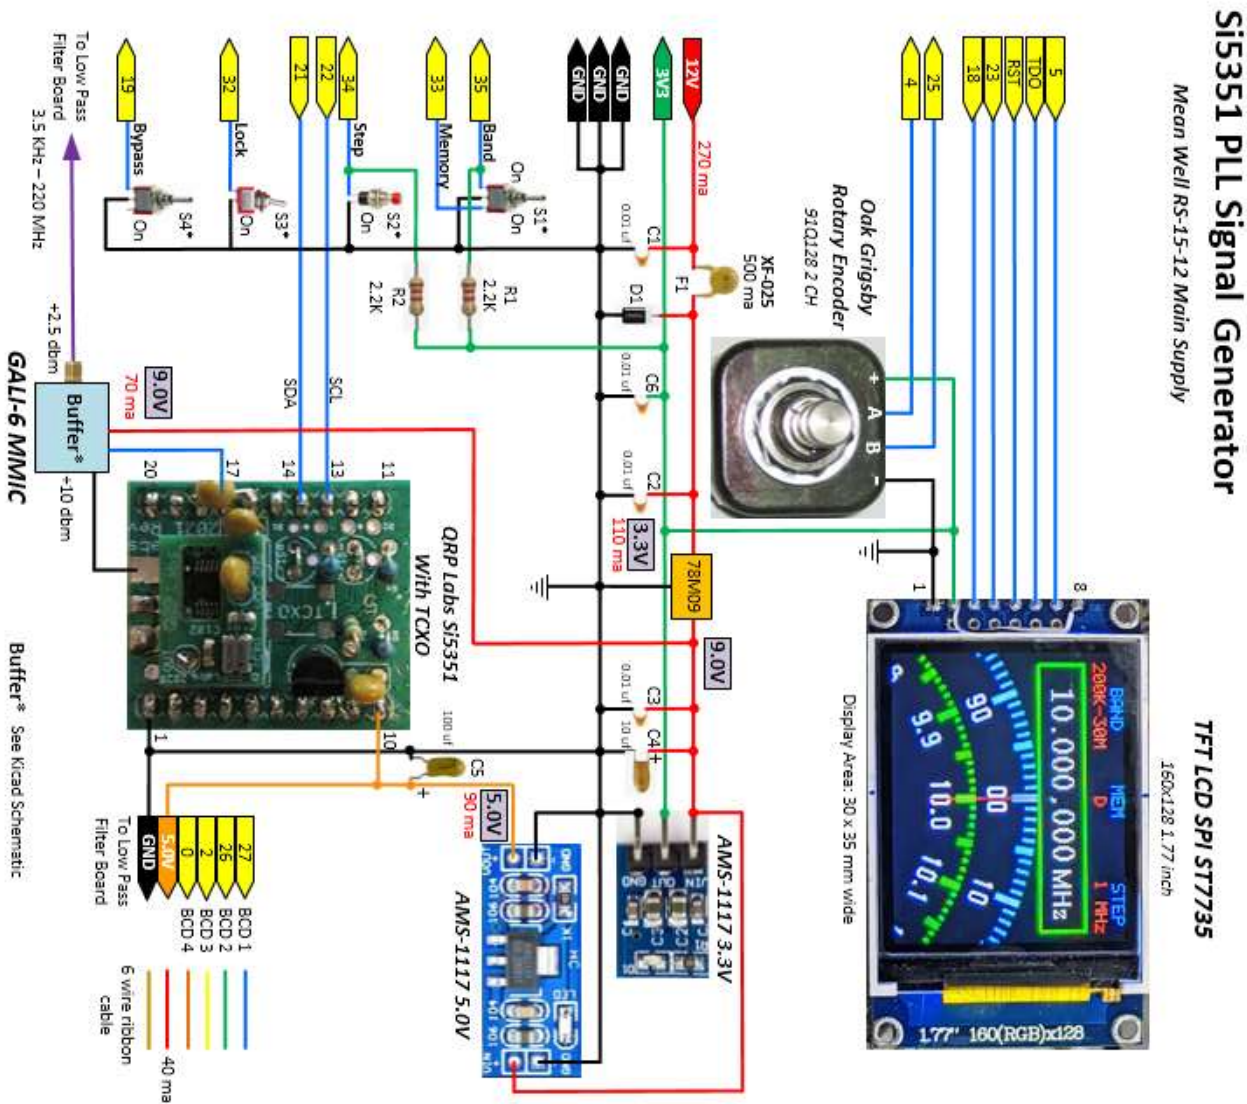 Si5351 PLL Signal Generator
Mean Well RS-15-12 Main Supply
5
TDO
RST
23
18
25
4
Oak Grigsby
Rotary Encoder
91Q128 2 CH
+
A
B
-
TFT LCD SPI ST7735
160x128 1.77 inch
8
1
BAND
MEM
STEP
200K-30M
D
1 MHz
10.000,000 MHz
90
00
10
9.9
10.0
10.1
1.77" 160(RGB)x128
Display Area: 30 x 35 mm wide
12V
270 ma
3V3
GND
GND
GND
XF-025
500 ma
F1
C1
0.01 uf
D1
C6
0.01 uf
C2
0.01 uf
3.3V
110 ma
78M09
9.0V
C3
0.01 uf
C4
10 uf
+
AMS-1117 3.3V
VIN
OUT
GND
35
Band
33
Memory
On
On
S1*
34
Step
S2*
On
22
21
32
Lock
S3*
On
19
Bypass
S4*
On
R1
2.2K
R2
2.2K
SCL
SDA
To Low Pass
Filter Board
3.5 KHz – 220 MHz
+2.5 dbm
Buffer*
+10 dbm
GALI-6 MMIC
9.0V
70 ma
11
13
14
17
20
QRP Labs Si5351
With TCXO
TCXO
1
10
100 uf
C5
+
5.0V
90 ma
AMS-1117 5.0V
27
26
2
0
5.0V
GND
BCD 1
BCD 2
BCD 3
BCD 4
To Low Pass
Filter Board
6 wire ribbon
cable
40 ma
Buffer* See Kicad Schematic